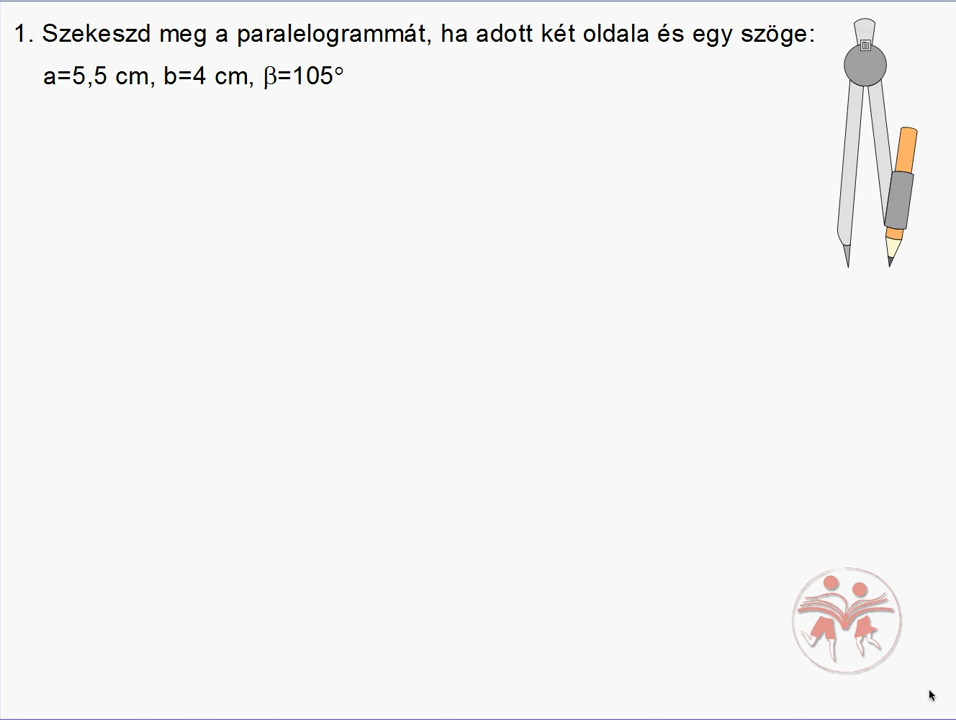 1. Szekeszd meg a paralelogrammát, ha adott két oldala és egy szöge:
a=5,5 cm, b=4 cm, β=105°